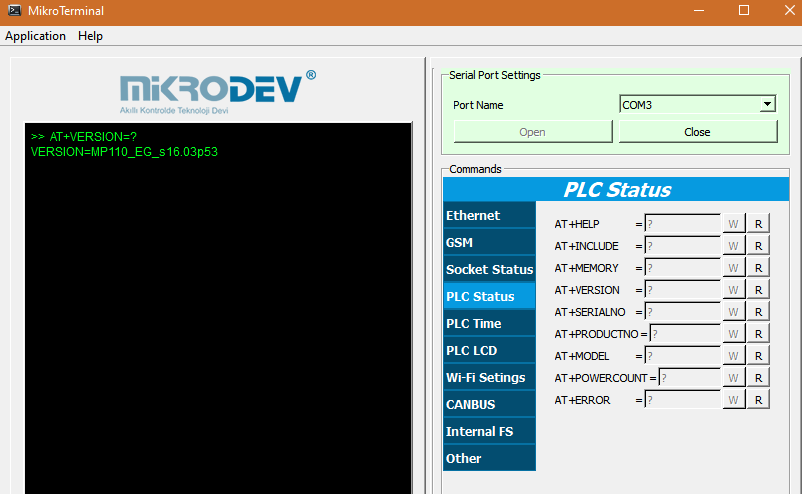 MikroTerminal
Application Help
MiKRODEV®
Akıllı Kontrolde Teknoloji Devi
>> AT+VERSION=?
VERSION=MP110_EG_s16.03p53
Serial Port Settings
Port Name COM3
Open Close
Commands
PLC Status
Ethernet
GSM
Socket Status
PLC Status
PLC Time
PLC LCD
Wi-Fi Setings
CANBUS
Internal FS
Other
AT+HELP = ? W R
AT+INCLUDE = ? W R
AT+MEMORY = ? W R
AT+VERSION = ? W R
AT+SERIALNO = ? W R
AT+PRODUCTNO = ? W R
AT+MODEL = ? W R
AT+POWERCOUNT = ? W R
AT+ERROR = ? W R